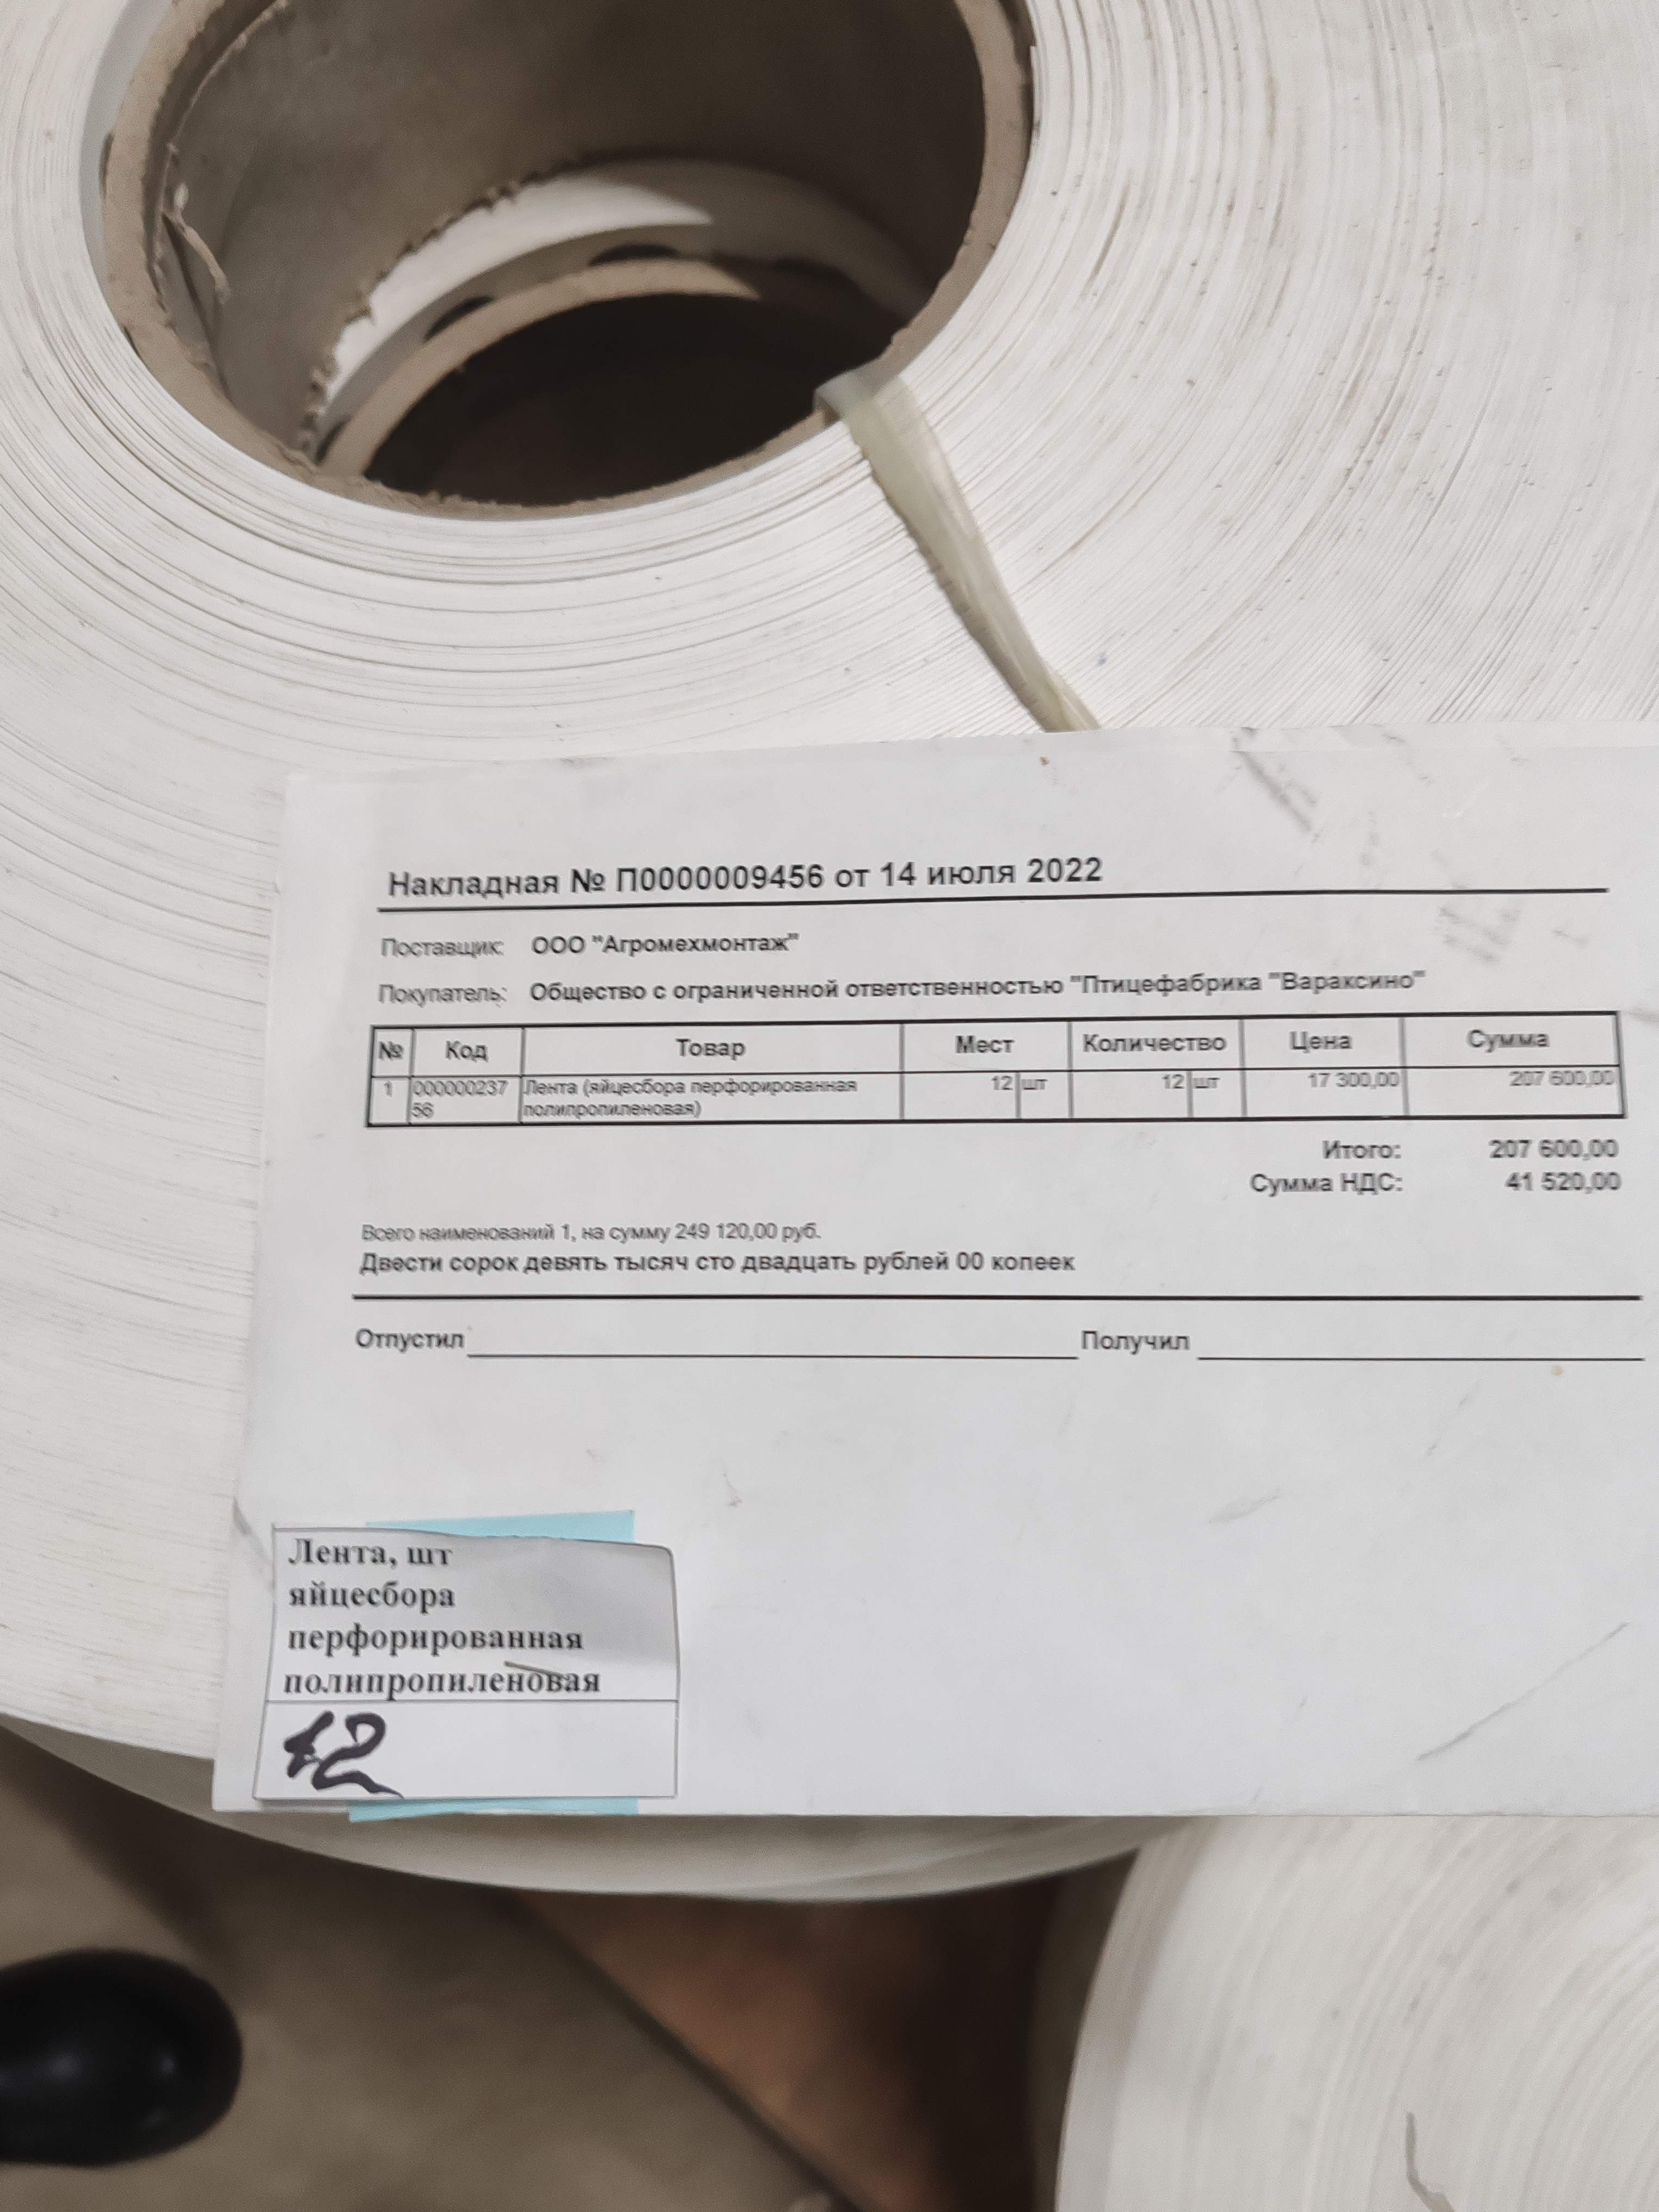 Накладная № П0000009456 от 14 июля 2022
Поставщик: ООО "Агромехмонтаж"
Покупатель: Общество с ограниченной ответственностью "Птицефабрика "Вараксино"
№ Код Товар Мест Количество Цена Сумма
1 000000237 Лента (яйцесбора перфорированная 12 шт 12 шт 17 300,00 207 600,00
56 полипропиленовая)
Итого: 207 600,00
Сумма НДС: 41 520,00
Всего наименований 1, на сумму 249 120,00 руб.
Двести сорок девять тысяч сто двадцать рублей 00 копеек
Отпустил Получил
Лента, шт
яйцесбора
перфорированная
полипропиленовая
12